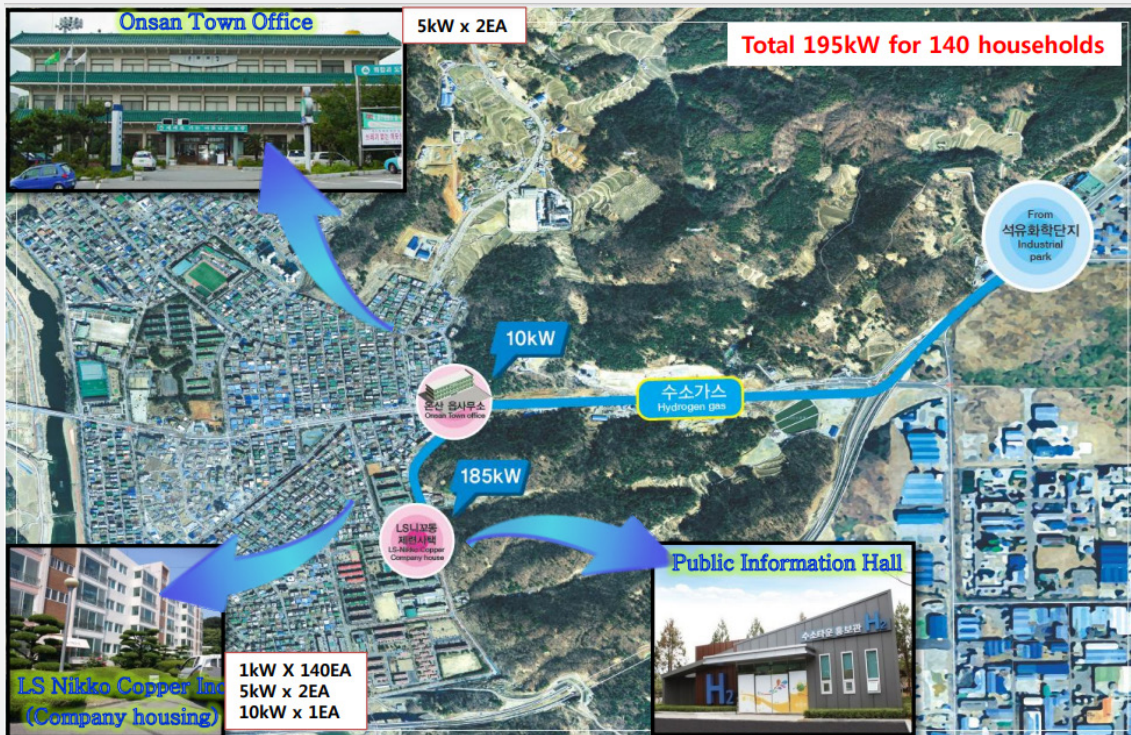 Onsan Town Office
5kW x 2EA
Total 195kW for 140 households
From
석유화학단지
Industrial
park
10kW
온산 읍사무소
Onsan Town office
수소가스
Hydrogen gas
185kW
LS니꼬동
제련사택
LS-Nikko Copper
Company house
Public Information Hall
수소타운 홍보관 H2
H2
LS Nikko Copper Inc
(Company housing)
1kW X 140EA
5kW x 2EA
10kW x 1EA